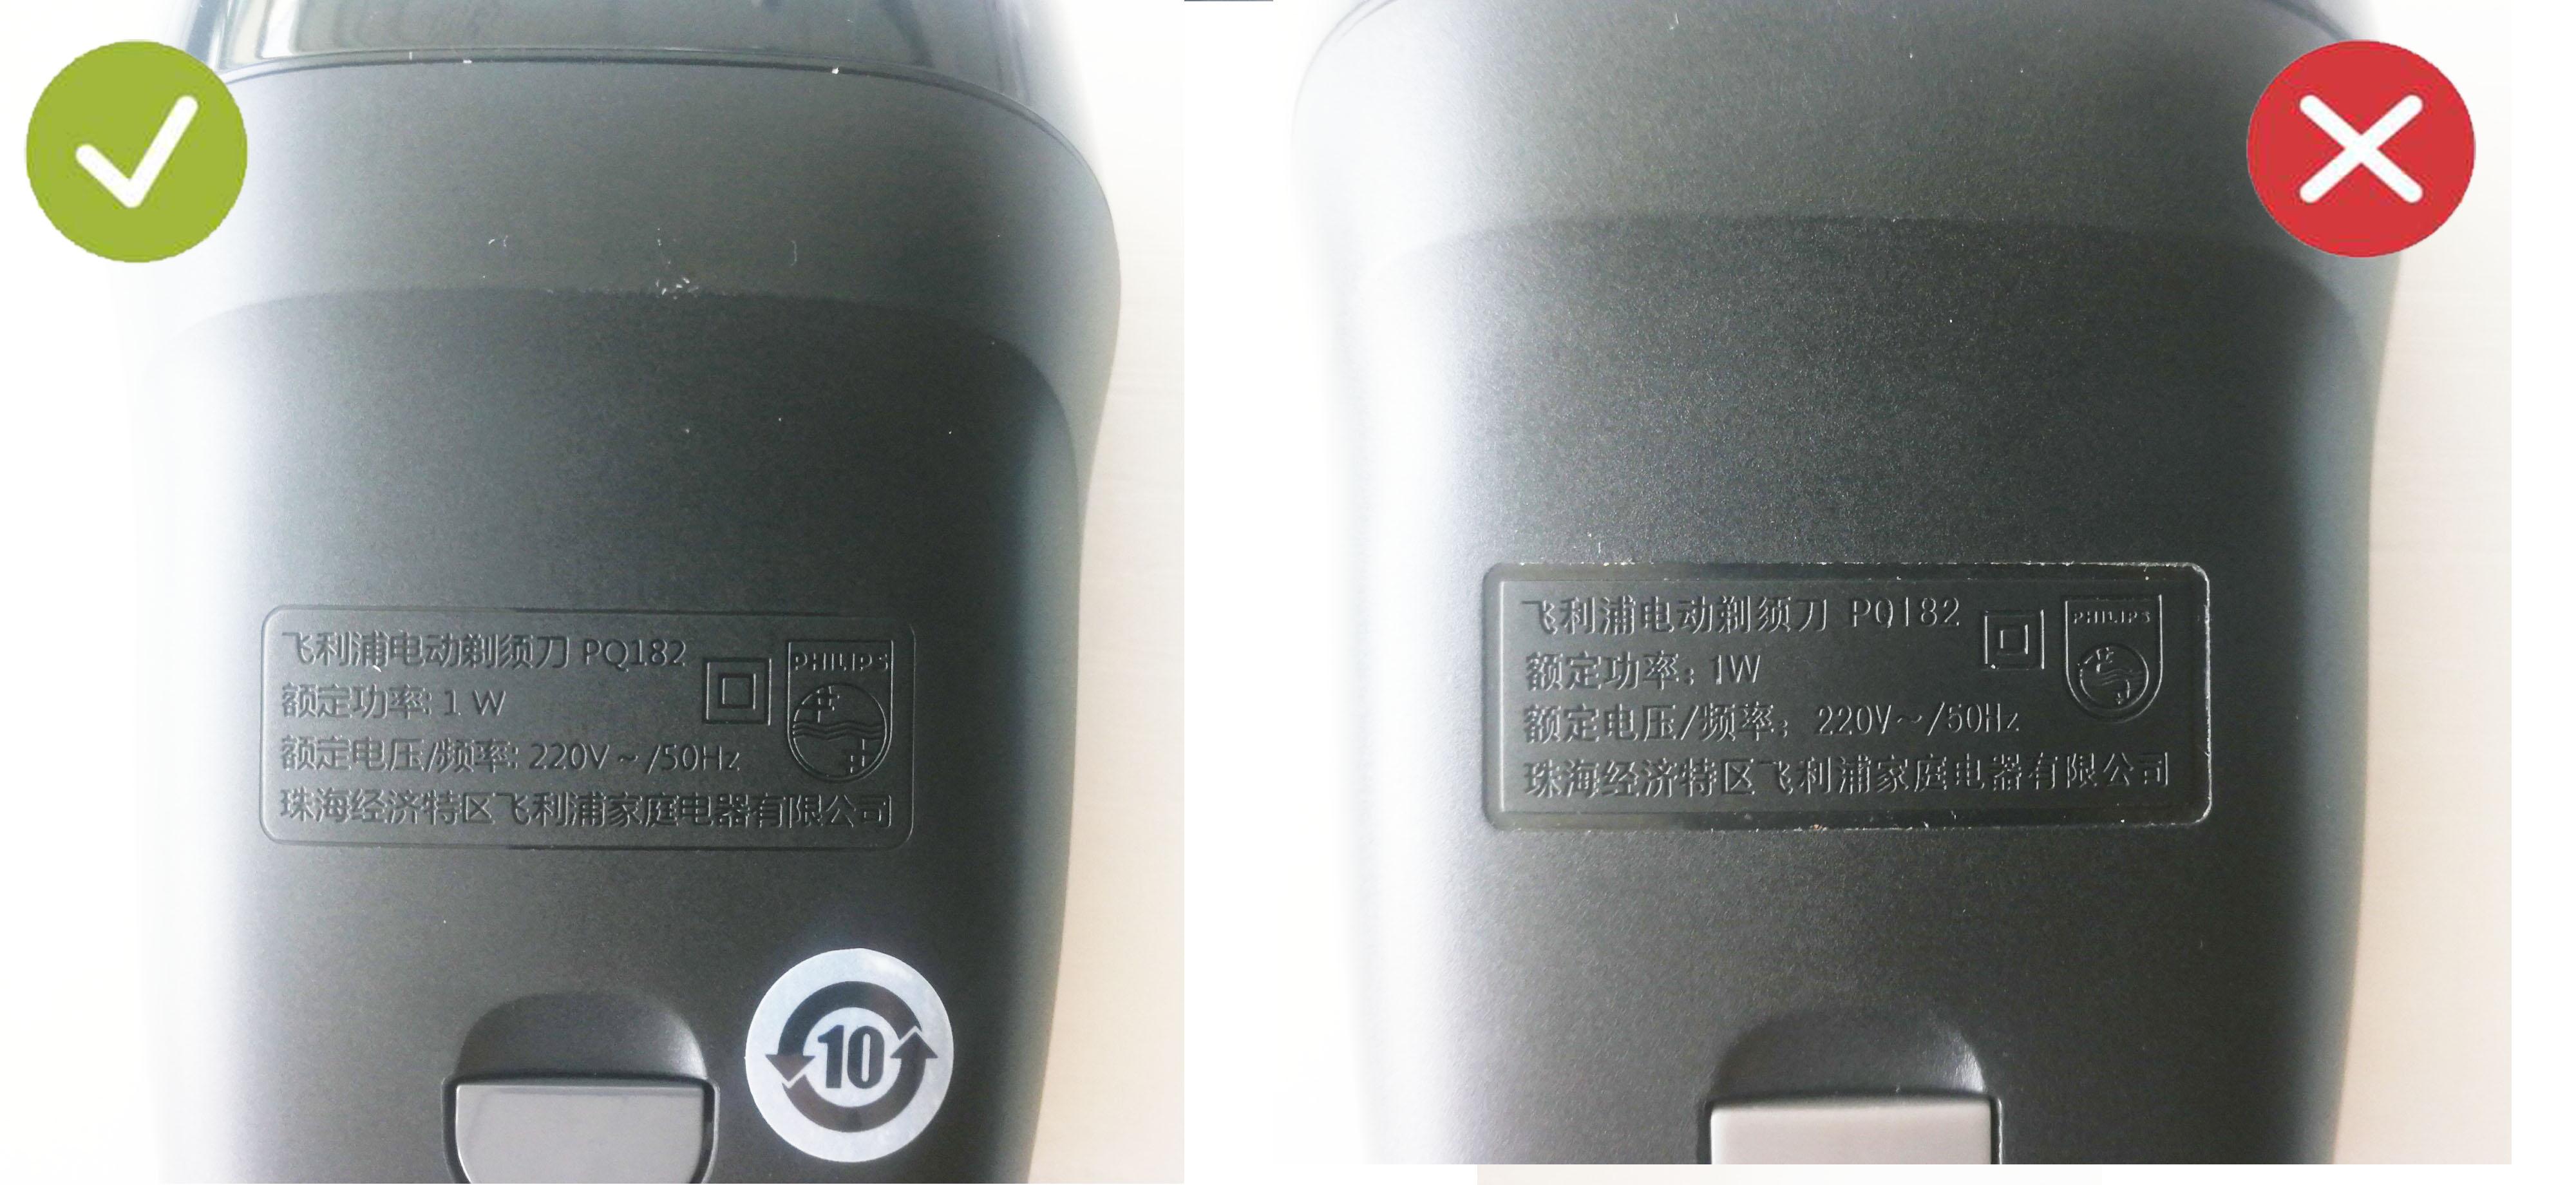 飞利浦电动剃须刀 PQ182
额定功率: 1 W
额定电压/频率: 220V ~ /50Hz
珠海经济特区飞利浦家庭电器有限公司
PHILIPS
10
飞利浦电动剃须刀 PQ182
额定功率: 1W
额定电压/频率: 220V～/50Hz
珠海经济特区飞利浦家庭电器有限公司
PHILIPS